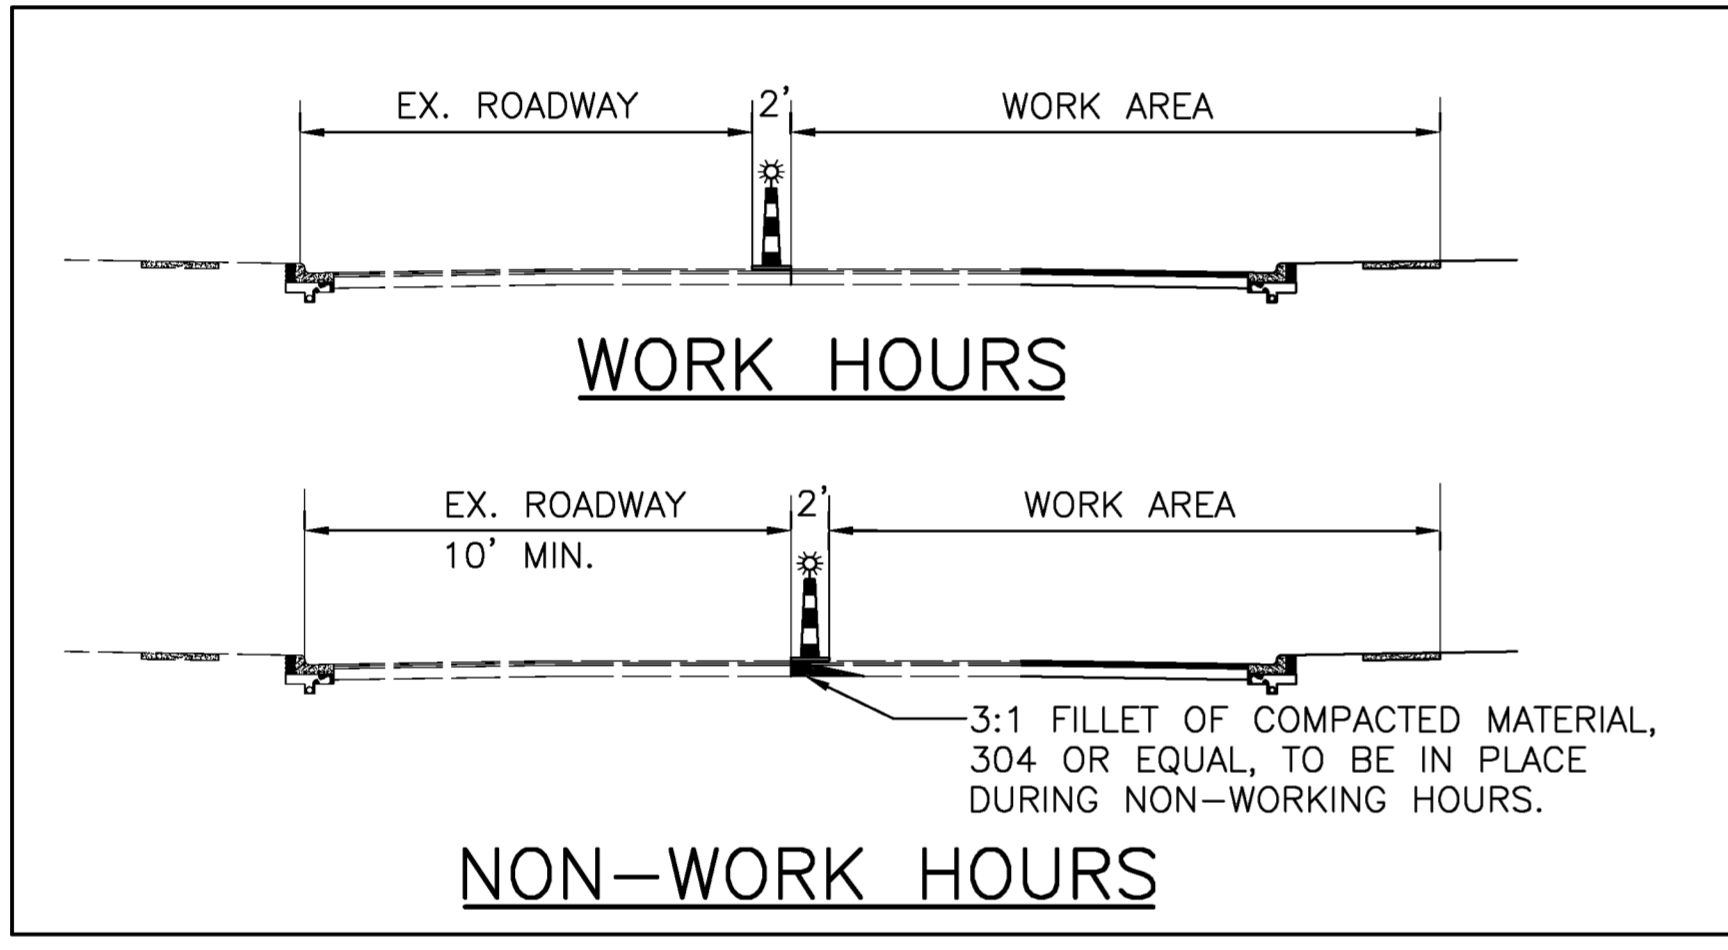 EX. ROADWAY 2' WORK AREA
WORK HOURS
EX. ROADWAY 2' WORK AREA
10' MIN.
3:1 FILLET OF COMPACTED MATERIAL,
304 OR EQUAL, TO BE IN PLACE
DURING NON-WORKING HOURS.
NON-WORK HOURS